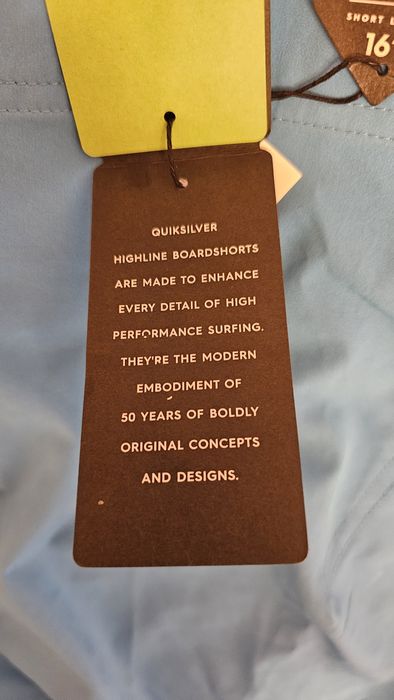 SHORT
16"
QUIKSILVER
HIGHLINE BOARDSHORTS
ARE MADE TO ENHANCE
EVERY DETAIL OF HIGH
PERFORMANCE SURFING.
THEY'RE THE MODERN
EMBODIMENT OF
50 YEARS OF BOLDLY
ORIGINAL CONCEPTS
AND DESIGNS.